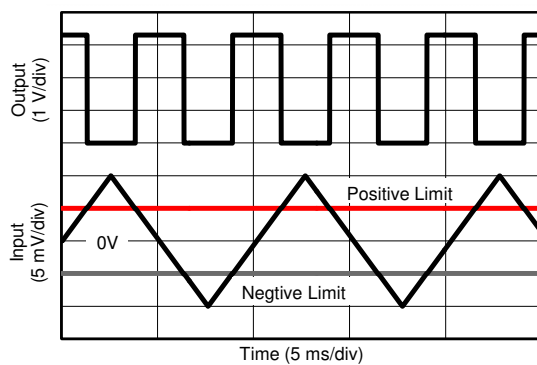 Output
(1 V/div)
Positive Limit
Input
(5 mV/div)
0V
Negtive Limit
Time (5 ms/div)